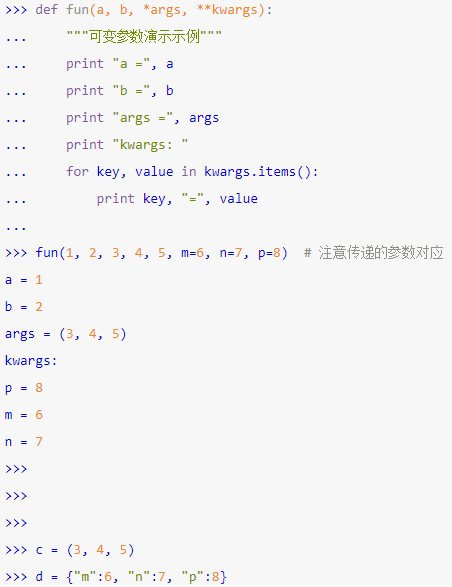 >>> def fun(a, b, *args, **kwargs):
...     """可变参数演示示例"""
...     print "a =", a
...     print "b =", b
...     print "args =", args
...     print "kwargs: "
...     for key, value in kwargs.items():
...         print key, "=", value
...
>>> fun(1, 2, 3, 4, 5, m=6, n=7, p=8)  # 注意传递的参数对应
a = 1
b = 2
args = (3, 4, 5)
kwargs:
p = 8
m = 6
n = 7
>>>
>>>
>>>
>>> c = (3, 4, 5)
>>> d = {"m":6, "n":7, "p":8}